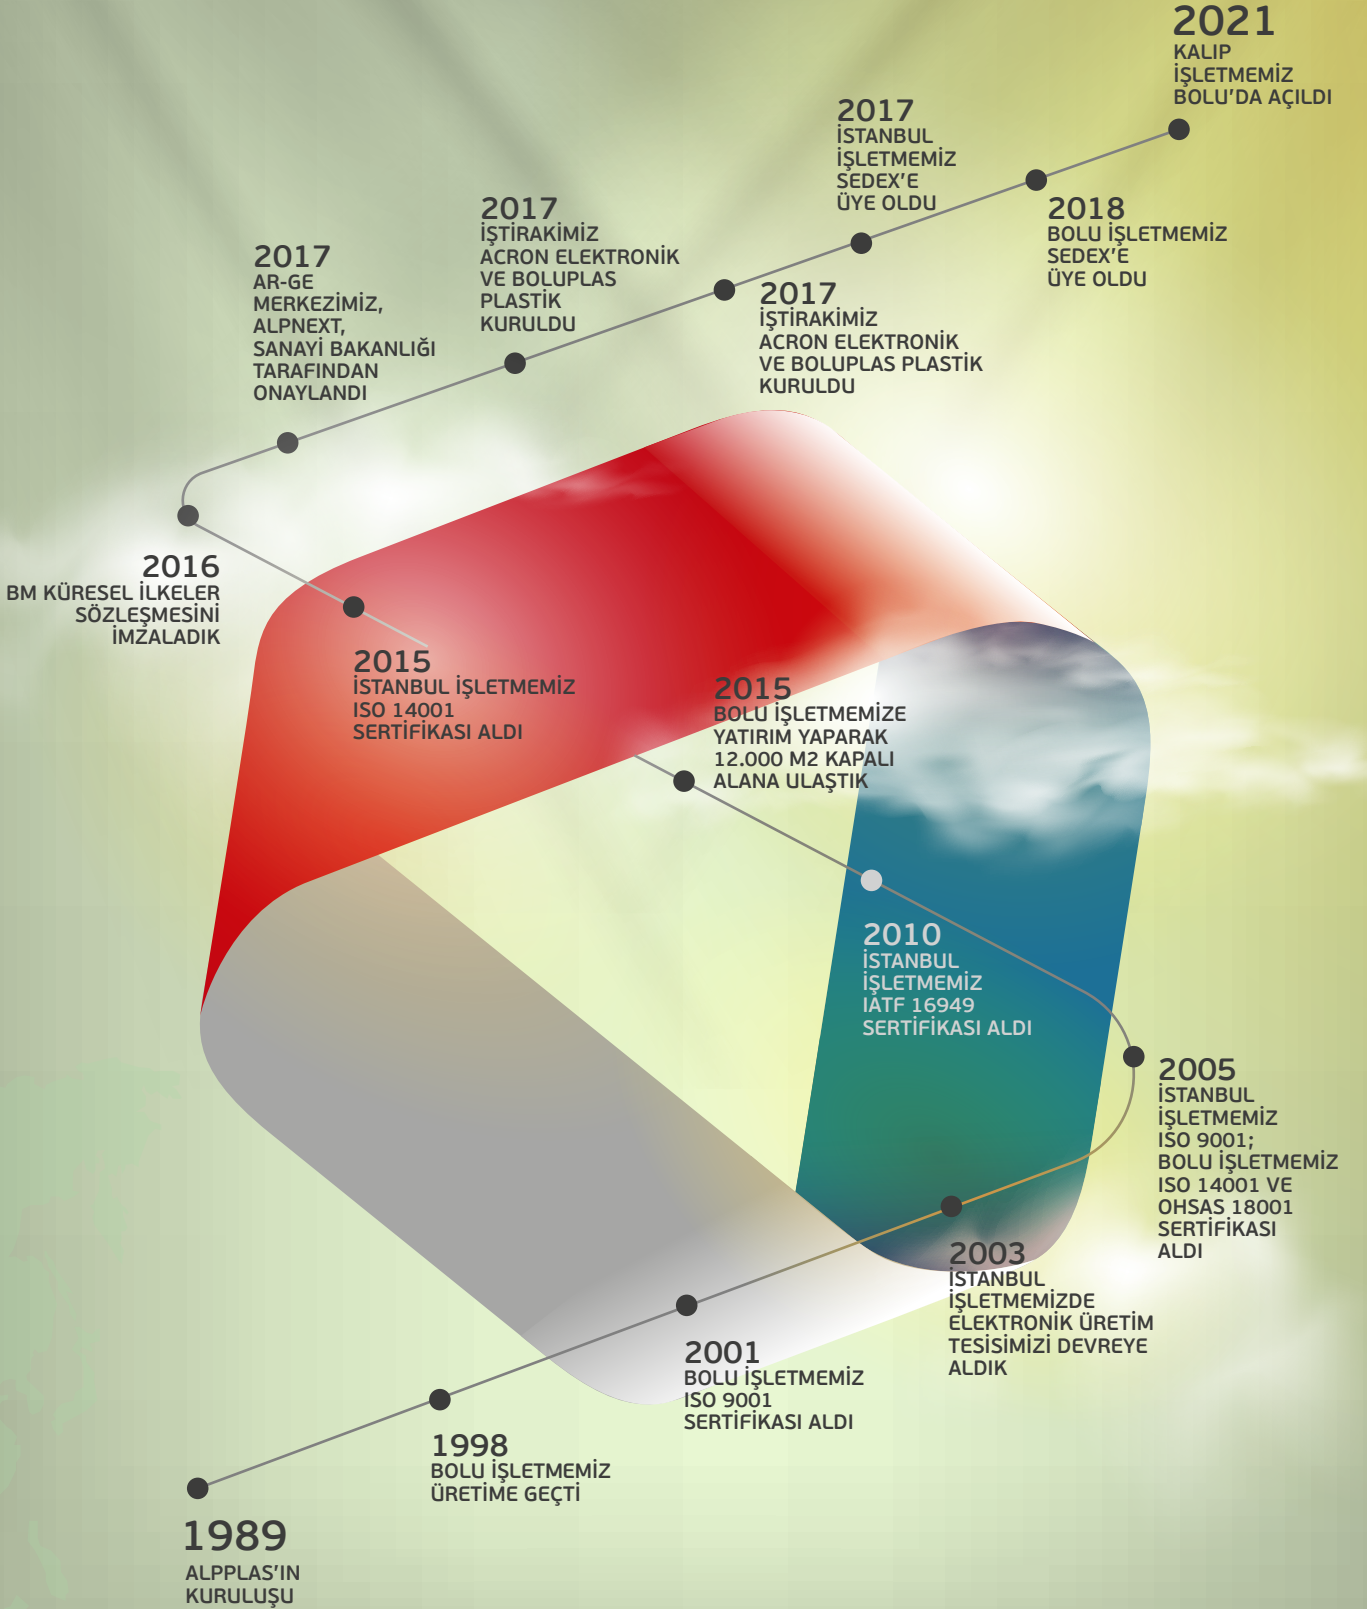 2021
KALIP
İŞLETMEMİZ
BOLU'DA AÇILDI
2017
İSTANBUL
İŞLETMEMİZ
SEDEX'E
ÜYE OLDU
2018
BOLU İŞLETMEMİZ
SEDEX'E
ÜYE OLDU
2017
İŞTİRAKİMİZ
ACRON ELEKTRONİK
VE BOLUPLAS
PLASTİK
KURULDU
2017
AR-GE
MERKEZİMİZ,
ALPNEXT,
SANAYİ BAKANLIĞI
TARAFINDAN
ONAYLANDI
2017
İŞTİRAKİMİZ
ACRON ELEKTRONİK
VE BOLUPLAS PLASTİK
KURULDU
2016
BM KÜRESEL İLKELER
SÖZLEŞMESİNİ
İMZALADIK
2015
İSTANBUL İŞLETMEMİZ
ISO 14001
SERTİFİKASI ALDI
2015
BOLU İŞLETMEMİZE
YATIRIM YAPARAK
12.000 M2 KAPALI
ALANA ULAŞTIK
2010
İSTANBUL
İŞLETMEMİZ
IATF 16949
SERTİFİKASI ALDI
2005
İSTANBUL
İŞLETMEMİZ
ISO 9001;
BOLU İŞLETMEMİZ
ISO 14001 VE
OHSAS 18001
SERTİFİKASI
ALDI
2003
İSTANBUL
İŞLETMEMİZDE
ELEKTRONİK ÜRETİM
TESİSİMİZİ DEVREYE
ALDIK
2001
BOLU İŞLETMEMİZ
ISO 9001
SERTİFİKASI ALDI
1998
BOLU İŞLETMEMİZ
ÜRETİME GEÇTİ
1989
ALPPLAS'IN
KURULUŞU